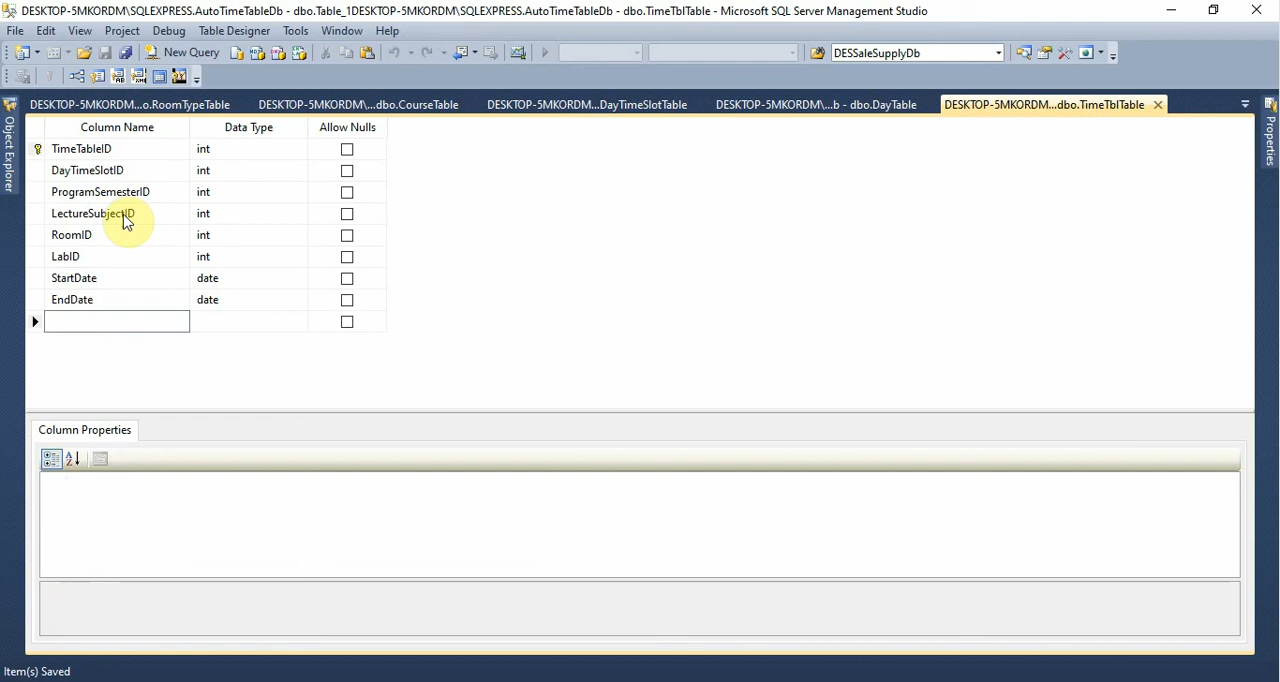 DESKTOP-5MKORDM\SQLEXPRESS.AutoTimeTableDb - dbo.Table_1DESKTOP-5MKORDM\SQLEXPRESS.AutoTimeTableDb - dbo.TimeTblTable - Microsoft SQL Server Management Studio
File Edit View Project Debug Table Designer Tools Window Help
New Query DESSaleSupplyDb
DESKTOP-5MKORDM...o.RoomTypeTable DESKTOP-5MKORDM\...dbo.CourseTable DESKTOP-5MKORDM...DayTimeSlotTable DESKTOP-5MKORDM\...b - dbo.DayTable DESKTOP-5MKORDM...dbo.TimeTblTable
Object Explorer
Properties
Column Name Data Type Allow Nulls
TimeTableID int
DayTimeSlotID int
ProgramSemesterID int
LectureSubjectID int
RoomID int
LabID int
StartDate date
EndDate date
Column Properties
Item(s) Saved